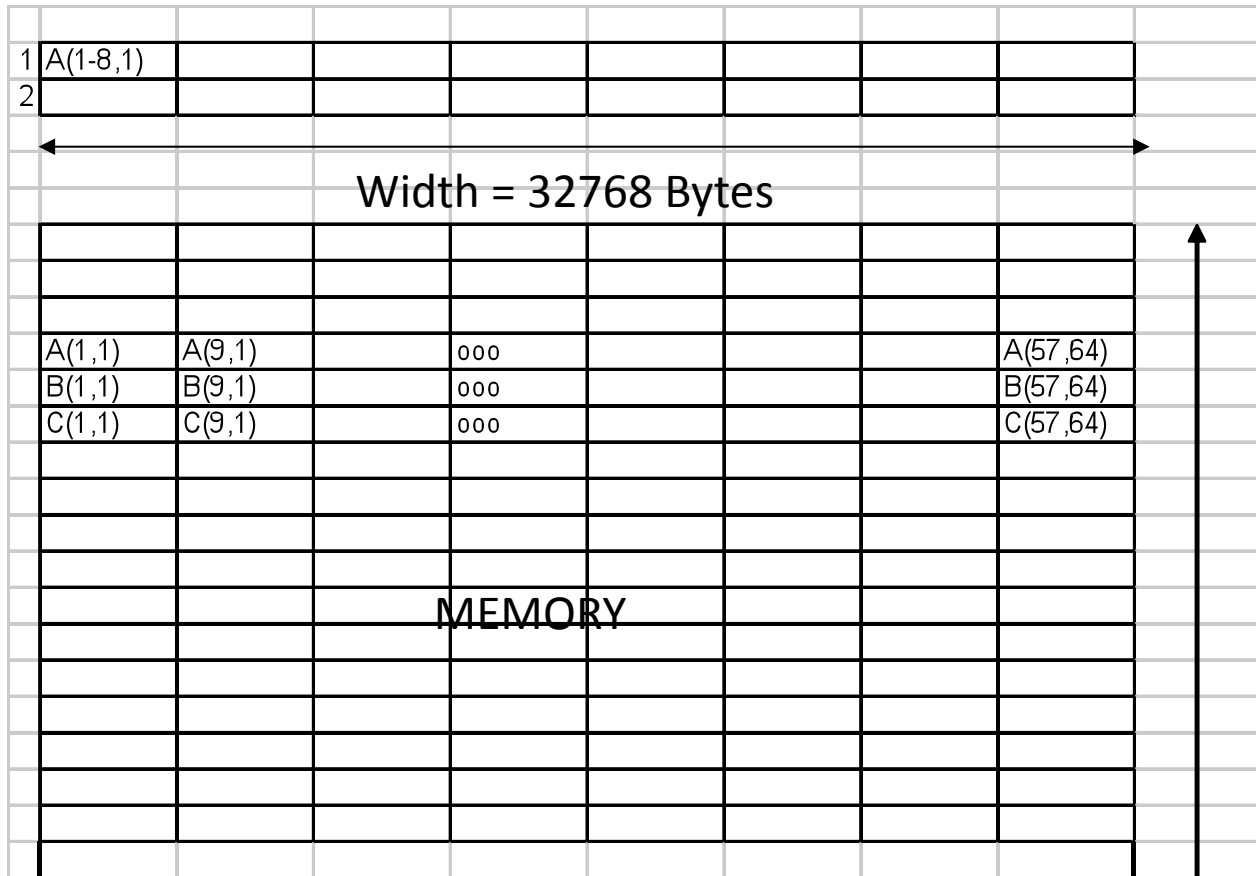 1 A(1-8,1)
2
Width = 32768 Bytes
A(1,1) A(9,1) ooo A(57,64)
B(1,1) B(9,1) ooo B(57,64)
C(1,1) C(9,1) ooo C(57,64)
MEMORY